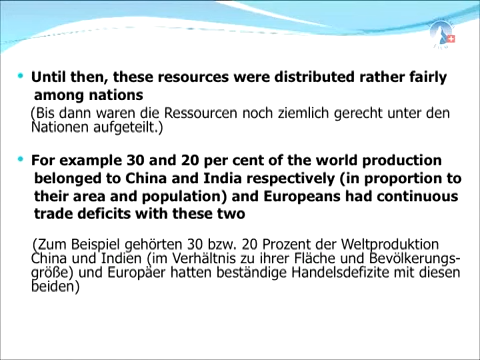 • Until then, these resources were distributed rather fairly
among nations
(Bis dann waren die Ressourcen noch ziemlich gerecht unter den
Nationen aufgeteilt.)
• For example 30 and 20 per cent of the world production
belonged to China and India respectively (in proportion to
their area and population) and Europeans had continuous
trade deficits with these two
(Zum Beispiel gehörten 30 bzw. 20 Prozent der Weltproduktion
China und Indien (im Verhältnis zu ihrer Fläche und Bevölkerungs-
größe) und Europäer hatten beständige Handelsdefizite mit diesen
beiden)